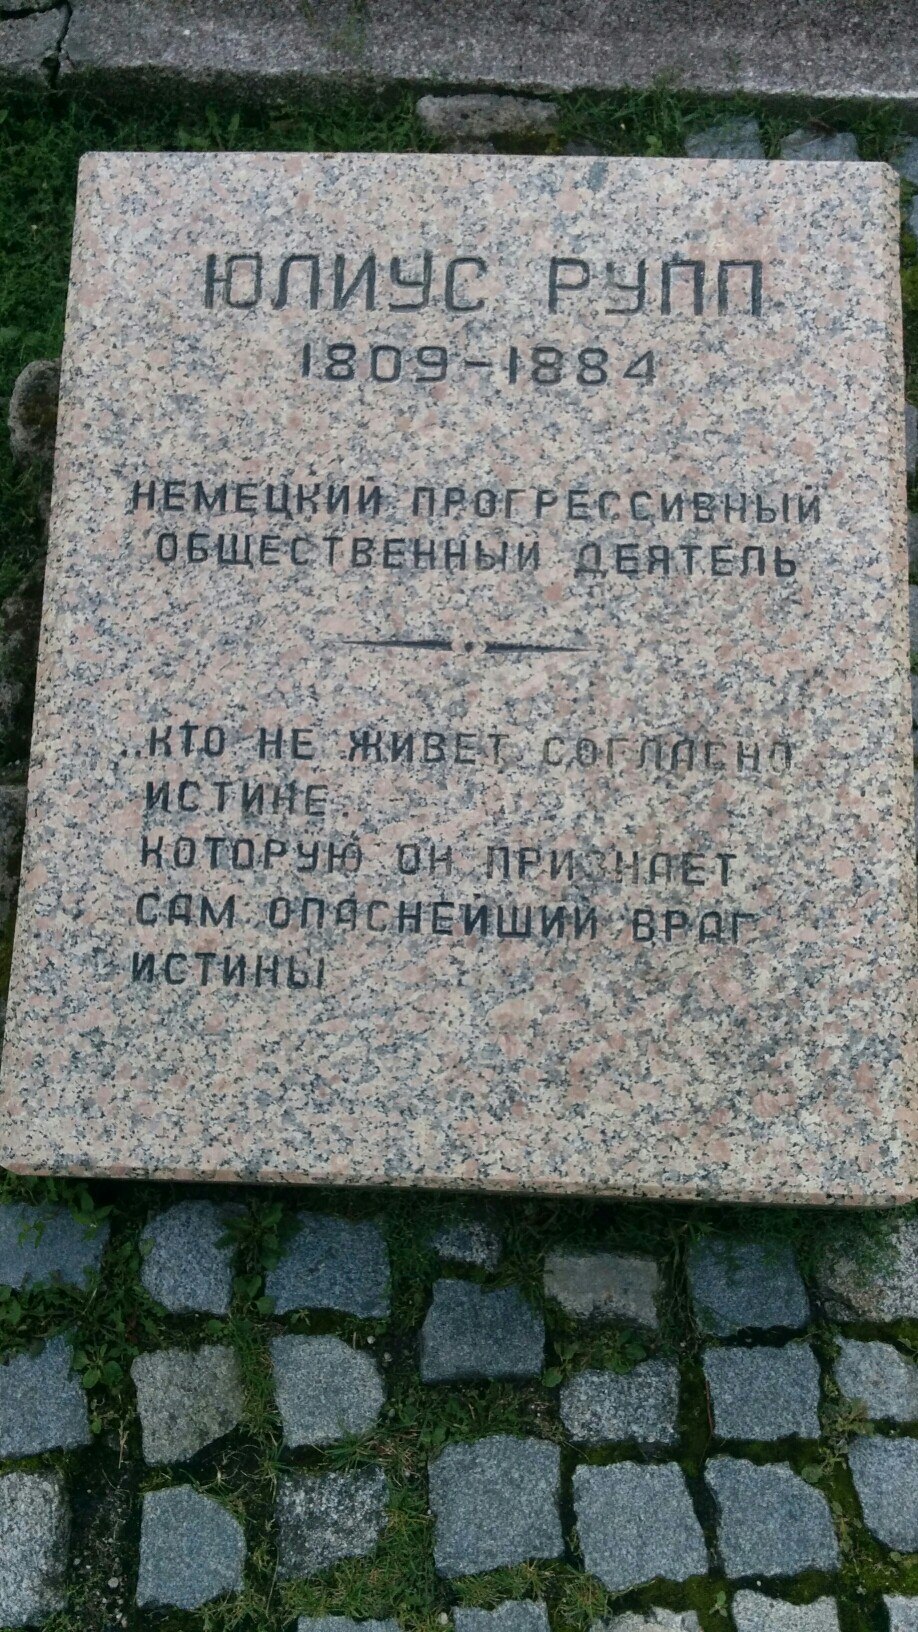 ЮЛИУС РУПП
1809-1884
НЕМЕЦКИЙ ПРОГРЕССИВНЫЙ
ОБЩЕСТВЕННЫЙ ДЕЯТЕЛЬ
..КТО НЕ ЖИВЕТ СОГЛАСНО
ИСТИНЕ,
КОТОРУЮ ОН ПРИЗНАЕТ
САМ ОПАСНЕЙШИЙ ВРАГ
ИСТИНЫ